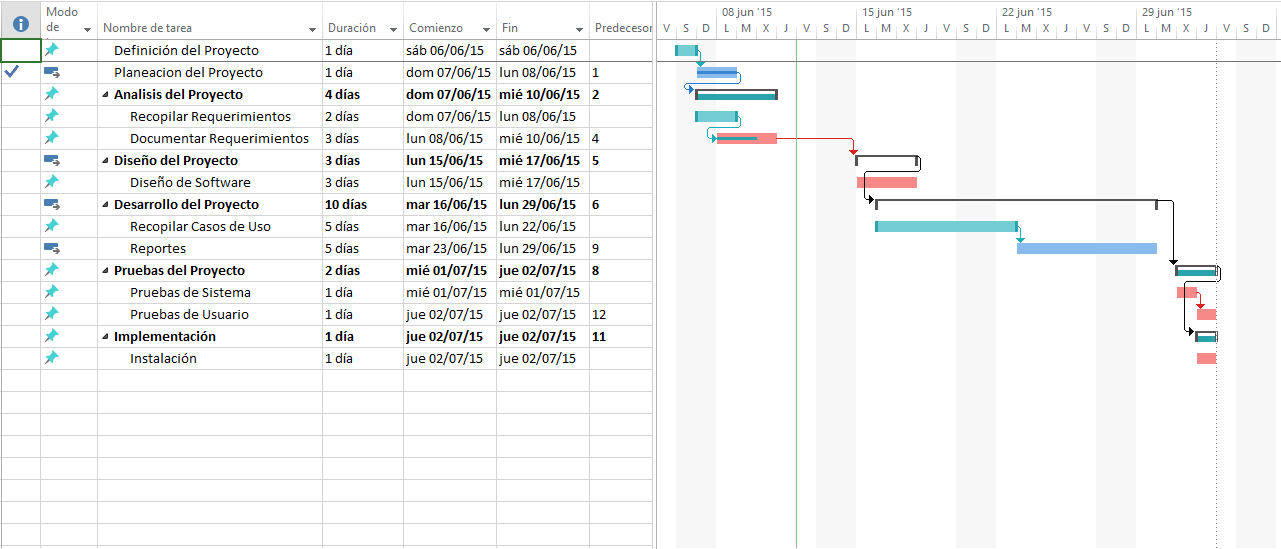 Modo de Nombre de tarea Duración Comienzo Fin Predecesor
08 jun '15 15 jun '15 22 jun '15 29 jun '15
V S D L M X J V S D L M X J V S D L M X J V S D L M X J V S D
Definición del Proyecto 1 día sáb 06/06/15 sáb 06/06/15
Planeacion del Proyecto 1 día dom 07/06/15 lun 08/06/15 1
Analisis del Proyecto 4 días dom 07/06/15 mié 10/06/15 2
Recopilar Requerimientos 2 días dom 07/06/15 lun 08/06/15
Documentar Requerimientos 3 días lun 08/06/15 mié 10/06/15 4
Diseño del Proyecto 3 días lun 15/06/15 mié 17/06/15 5
Diseño de Software 3 días lun 15/06/15 mié 17/06/15
Desarrollo del Proyecto 10 días mar 16/06/15 lun 29/06/15 6
Recopilar Casos de Uso 5 días mar 16/06/15 lun 22/06/15
Reportes 5 días mar 23/06/15 lun 29/06/15 9
Pruebas del Proyecto 2 días mié 01/07/15 jue 02/07/15 8
Pruebas de Sistema 1 día mié 01/07/15 mié 01/07/15
Pruebas de Usuario 1 día jue 02/07/15 jue 02/07/15 12
Implementación 1 día jue 02/07/15 jue 02/07/15 11
Instalación 1 día jue 02/07/15 jue 02/07/15